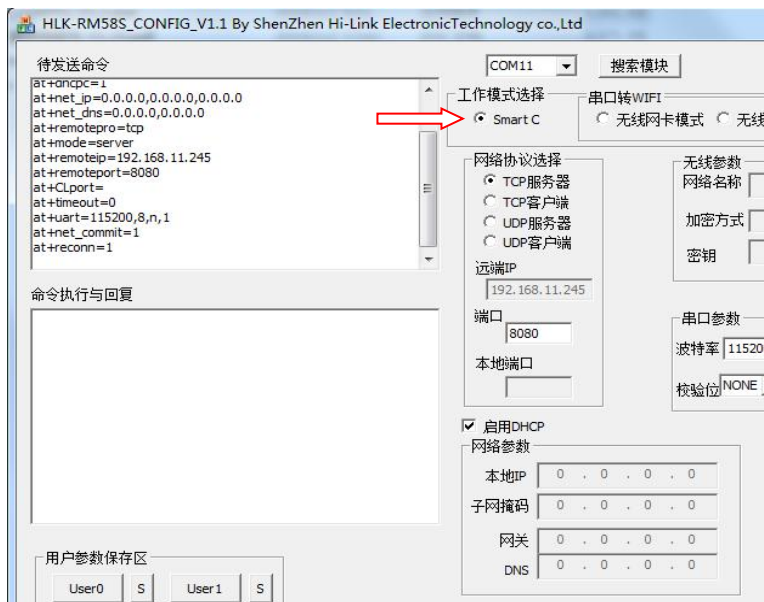 HLK-RM58S_CONFIG_V1.1 By ShenZhen Hi-Link ElectronicTechnology co.,Ltd
待发送命令
COM11
搜索模块
at+dhcpc=1
at+net_ip=0.0.0.0,0.0.0.0,0.0.0.0
at+net_dns=0.0.0.0,0.0.0.0
at+remotepro=tcp
at+mode=server
at+remoteip=192.168.11.245
at+remoteport=8080
at+CLport=
at+timeout=0
at+uart=115200,8,n,1
at+net_commit=1
at+reconn=1
工作模式选择
Smart C
串口转WIFI
无线网卡模式
无线
网络协议选择
TCP服务器
TCP客户端
UDP服务器
UDP客户端
远端IP
192.168.11.245
端口
8080
本地端口
无线参数
网络名称
加密方式
密钥
串口参数
波特率 11520
校验位 NONE
命令执行与回复
启用DHCP
网络参数
本地IP 0 . 0 . 0 . 0
子网掩码 0 . 0 . 0 . 0
网关 0 . 0 . 0 . 0
DNS 0 . 0 . 0 . 0
用户参数保存区
User0 S User1 S